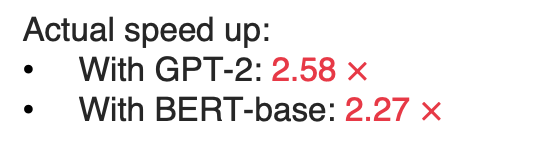 Actual speed up:
• With GPT-2: 2.58 ×
• With BERT-base: 2.27 ×